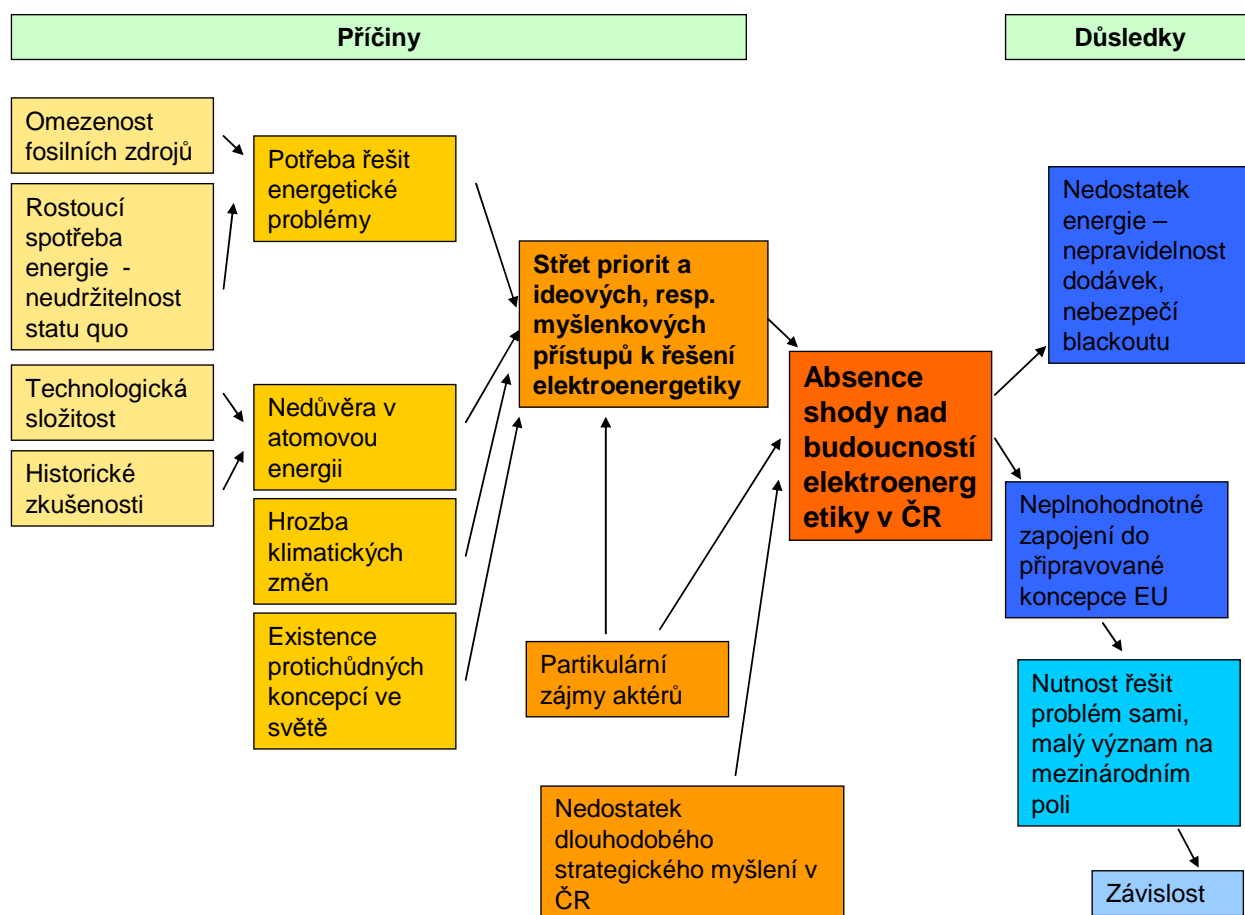 Příčiny
Důsledky
Omezenost
fosilních zdrojů
Rostoucí
spotřeba
energie -
neudržitelnost
statu quo
Technologická
složitost
Historické
zkušenosti
Potřeba řešit
energetické
problémy
Nedůvěra v
atomovou
energii
Hrozba
klimatických
změn
Existence
protichůdných
koncepcí ve
světě
Střet priorit a
ideových, resp.
myšlenkových
přístupů k řešení
elektroenergetiky
Partikulární
zájmy aktérů
Nedostatek
dlouhodobého
strategického myšlení v
ČR
Absence
shody nad
budoucností
elektroenerg
etiky v ČR
Nedostatek
energie –
nepravidelnost
dodávek,
nebezpečí
blackoutu
Neplnohodnotné
zapojení do
připravované
koncepce EU
Nutnost řešit
problém sami,
malý význam na
mezinárodním
poli
Závislost